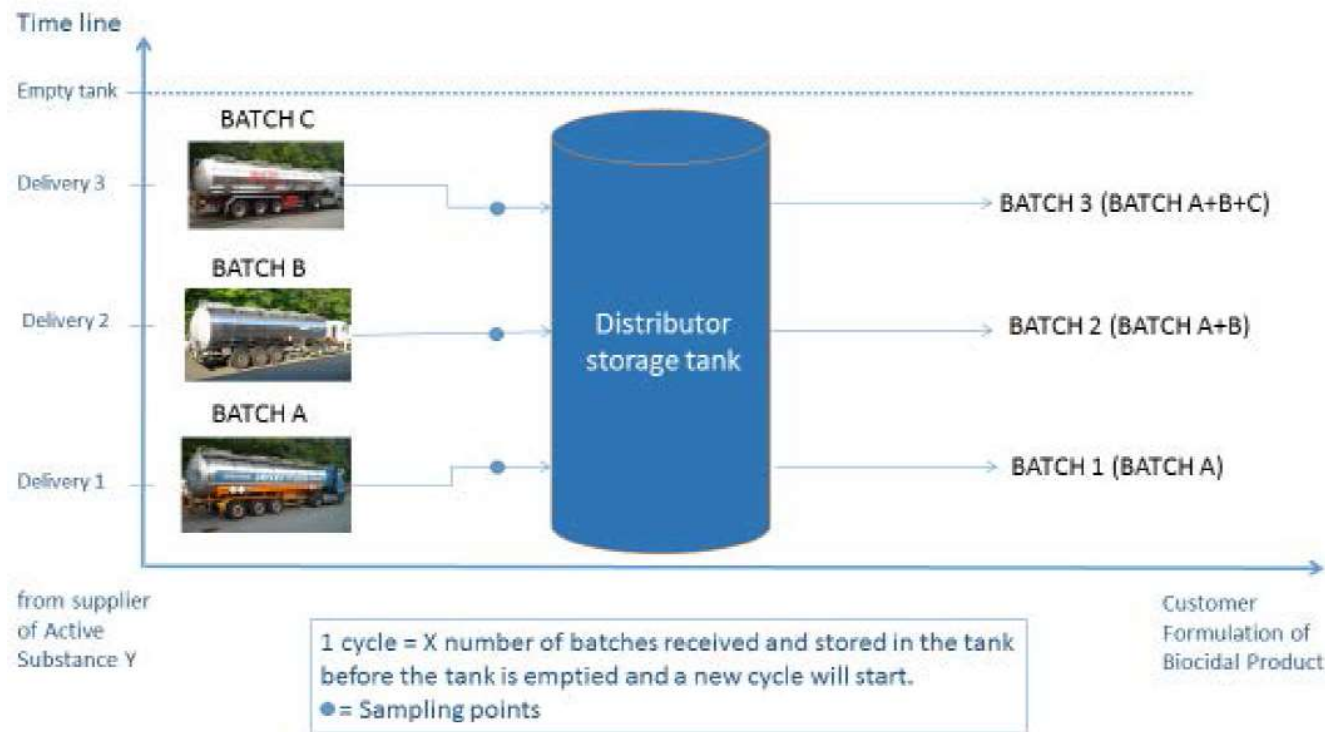 Time line
Empty tank
BATCH C
Delivery 3
BATCH 3 (BATCH A+B+C)
BATCH B
Delivery 2
Distributor
storage tank
BATCH 2 (BATCH A+B)
BATCH A
Delivery 1
BATCH 1 (BATCH A)
from supplier
of Active
Substance Y
1 cycle = X number of batches received and stored in the tank
before the tank is emptied and a new cycle will start.
= Sampling points
Customer
Formulation of
Biocidal Product